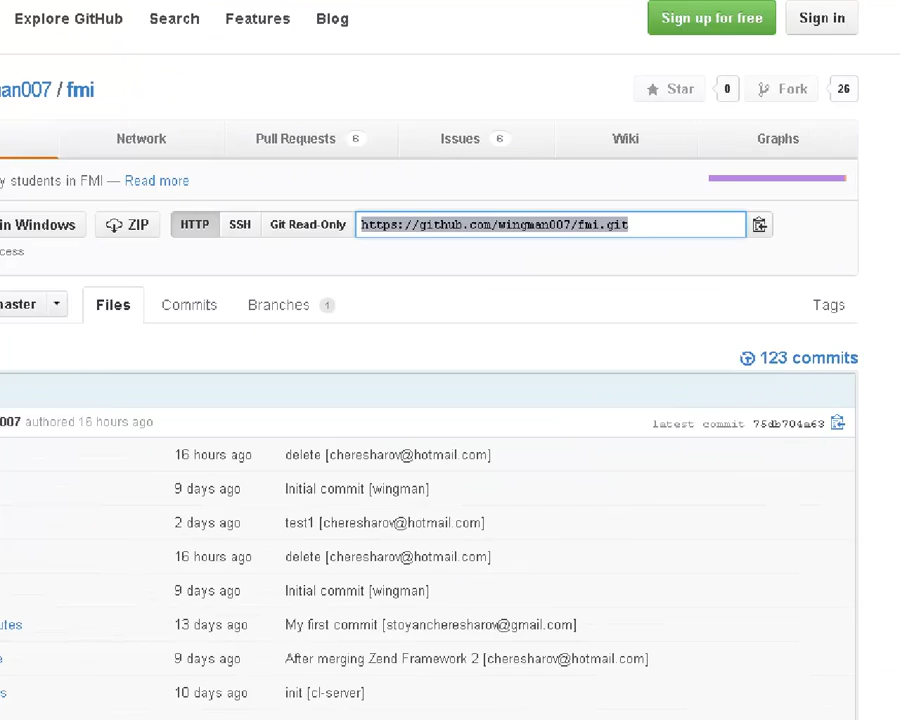 Explore GitHub Search Features Blog Sign up for free Sign in
an007 / fmi Star 0 Fork 26
Network Pull Requests 6 Issues 6 Wiki Graphs
y students in FMI — Read more
in Windows ZIP HTTP SSH Git Read-Only https://github.com/wingman007/fmi.git
cess
master Files Commits Branches 1 Tags
123 commits
007 authored 16 hours ago latest commit 75db704a63
16 hours ago delete [cheresharov@hotmail.com]
9 days ago Initial commit [wingman]
2 days ago test1 [cheresharov@hotmail.com]
16 hours ago delete [cheresharov@hotmail.com]
9 days ago Initial commit [wingman]
utes 13 days ago My first commit [stoyancheresharov@gmail.com]
e 9 days ago After merging Zend Framework 2 [cheresharov@hotmail.com]
s 10 days ago init [cl-server]